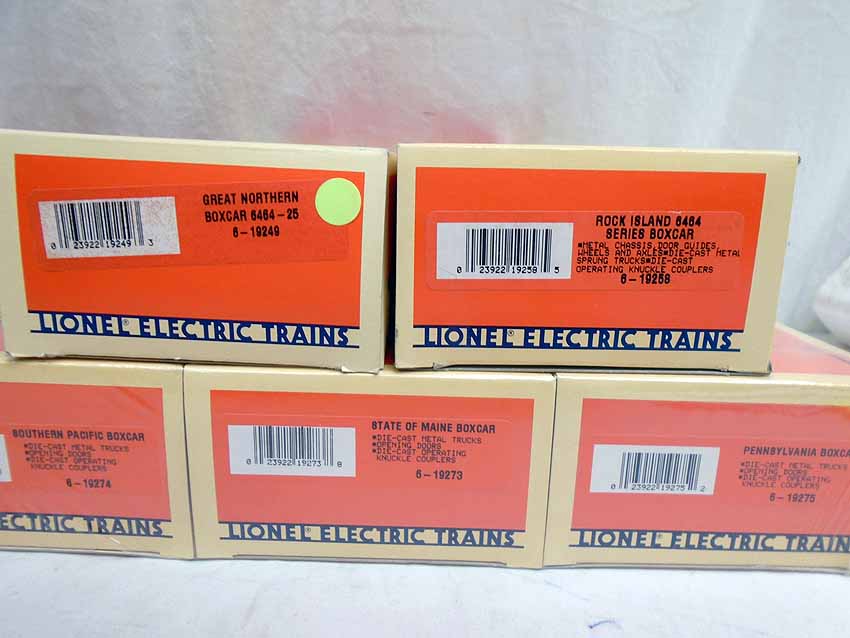 GREAT NORTHERN
BOXCAR 6464-25
6-19249
0 23922 19249 3
LIONEL® ELECTRIC TRAINS
ROCK ISLAND 6464
SERIES BOXCAR
*METAL CHASSIS,DOOR GUIDES,
WHEELS AND AXLES*DIE-CAST METAL
SPRUNG TRUCKS*DIE-CAST
OPERATING KNUCKLE COUPLERS
6-19258
0 23922 19258 5
LIONEL® ELECTRIC TRAINS
SOUTHERN PACIFIC BOXCAR
*DIE-CAST METAL TRUCKS
*OPENING DOORS
*DIE-CAST OPERATING
KNUCKLE COUPLERS
6-19274
4
ECTRIC TRAINS
STATE OF MAINE BOXCAR
*DIE-CAST METAL TRUCKS
*OPENING DOORS
*DIE-CAST OPERATING
KNUCKLE COUPLERS
6-19273
0 23922 19273 8
LIONEL® ELECTRIC TRAINS
PENNSYLVANIA BOXCA
*DIE-CAST METAL TRUCKS
*OPENING DOORS
*DIE-CAST OPERATING
KNUCKLE COUPLERS
6-19275
0 23922 19275 2
LIONEL® ELECTRIC TRAIN